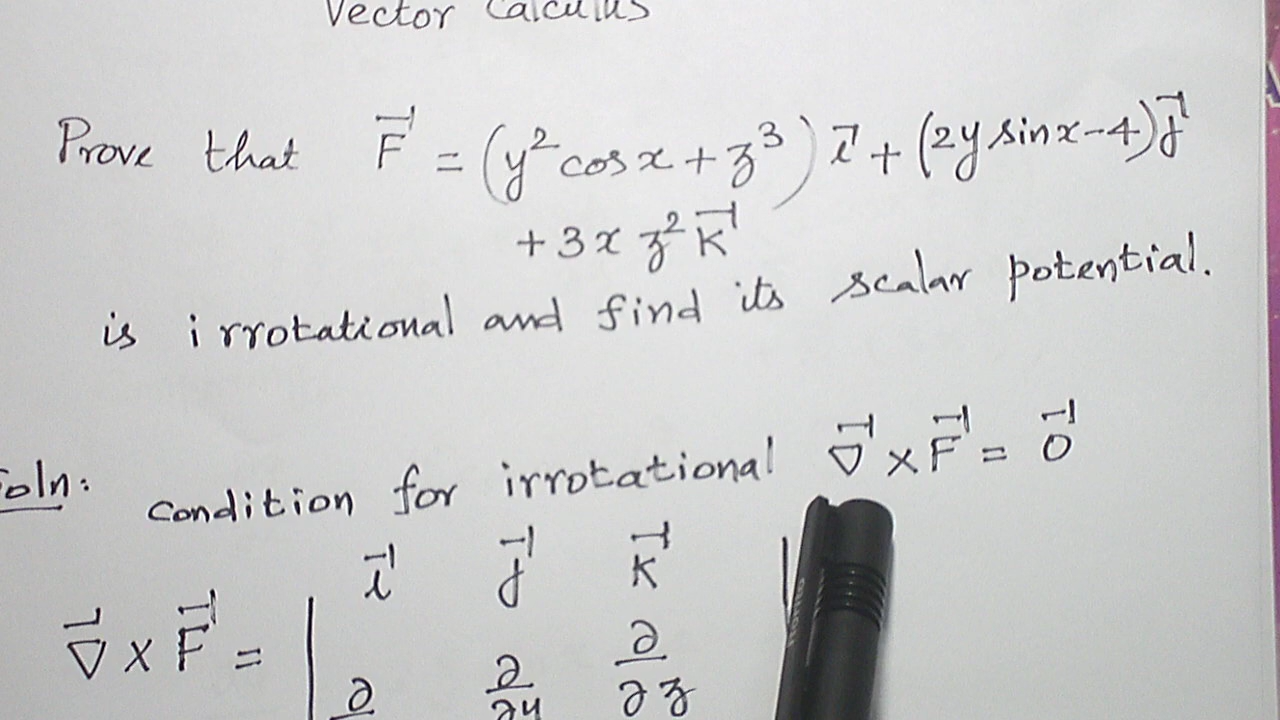 Vector Calculus
Prove that F⃗ = (y² cos x + z³) i⃗ + (2y sin x - 4) j⃗
+ 3x z² k⃗
is irrotational and find its scalar potential.
Soln: condition for irrotational ∇⃗ × F⃗ = 0⃗
i⃗ j⃗ k⃗
∇⃗ × F⃗ = | ∂ ∂/∂y ∂/∂z |